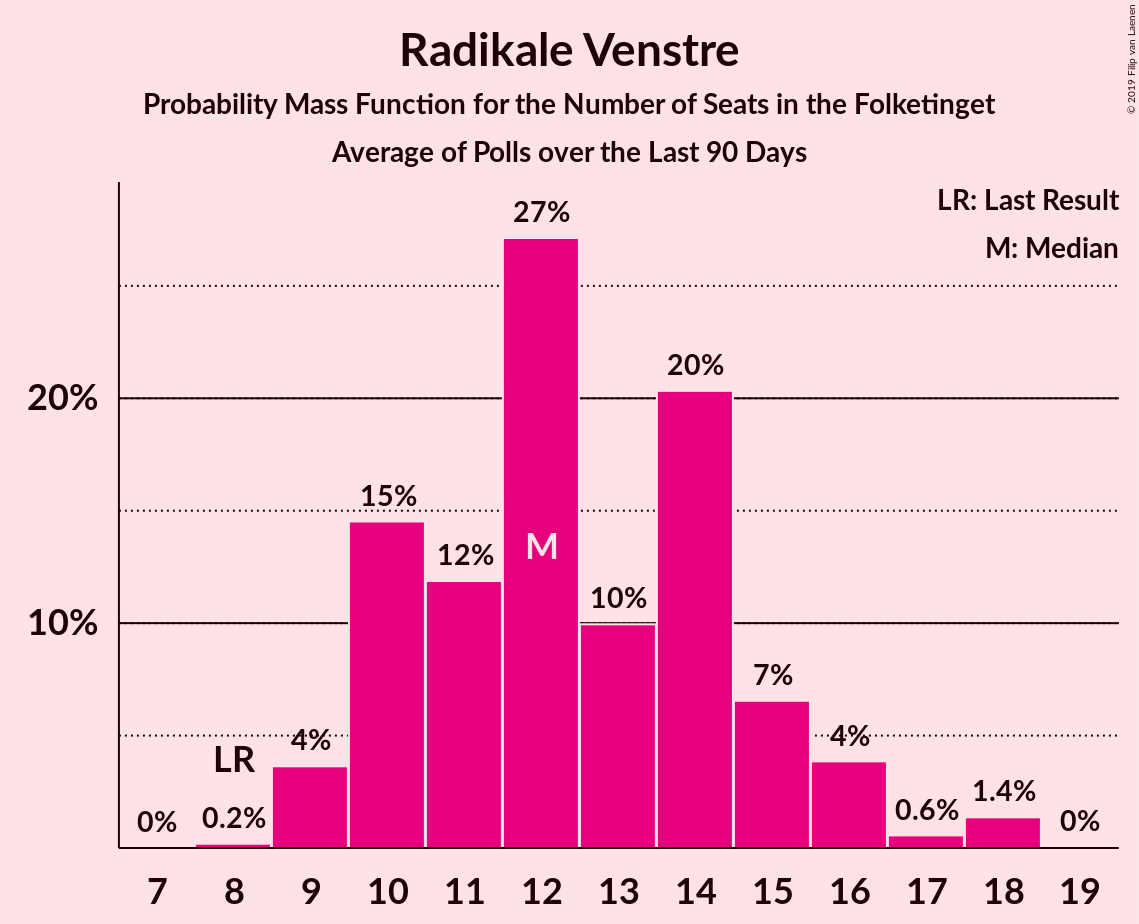 Radikale Venstre
Probability Mass Function for the Number of Seats in the Folketinget
Average of Polls over the Last 90 Days
© 2019 Filip van Laenen
LR: Last Result
M: Median
27%
20%
20%
15%
12%
M
10%
10%
7%
4%
4%
LR
1.4%
0.6%
0.2%
0%
0%
7 8 9 10 11 12 13 14 15 16 17 18 19